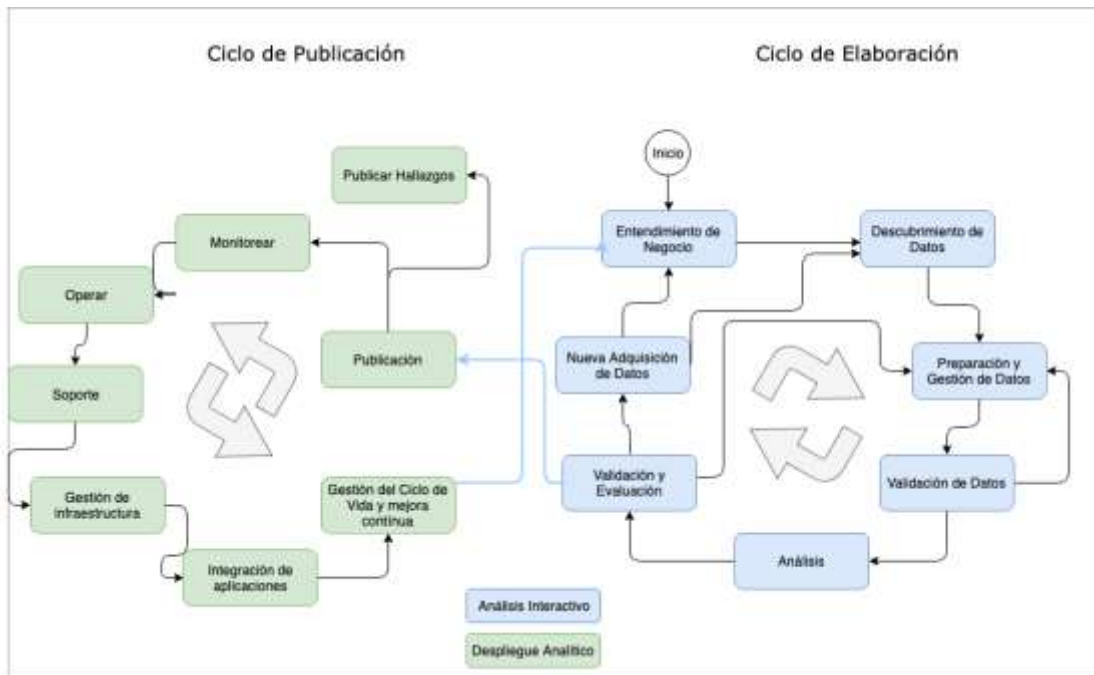 Ciclo de Publicación
Ciclo de Elaboración
Inicio
Publicar Hallazgos
Monitorear
Entendimiento de
Negocio
Descubrimiento de
Datos
Operar
Publicación
Nueva Adquisición
de Datos
Preparación y
Gestión de Datos
Soporte
Gestión de
infraestructura
Gestión del Ciclo de
Vida y mejora
continua
Validación y
Evaluación
Validación de Datos
Integración de
aplicaciones
Análisis
Análisis Interactivo
Despliegue Analítico